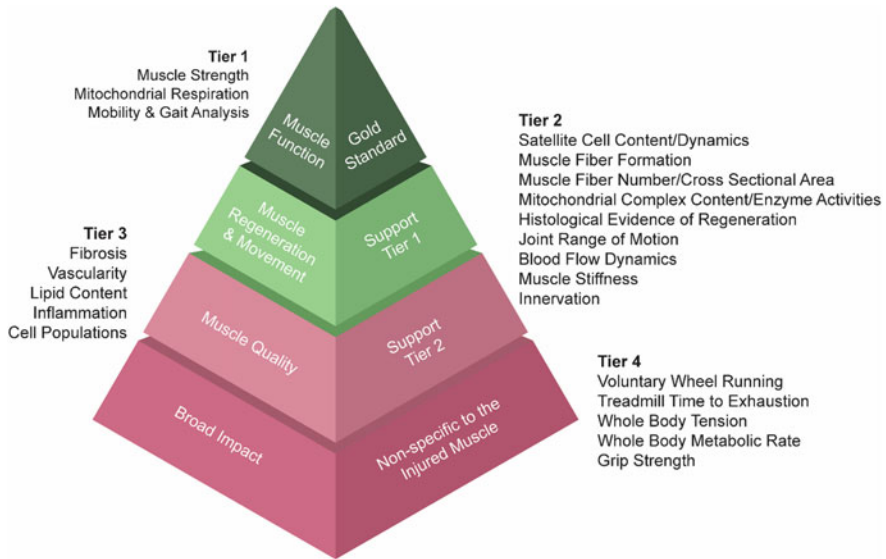 Tier 1
Muscle Strength
Mitochondrial Respiration
Mobility & Gait Analysis
Muscle
Function
Gold
Standard
Tier 2
Satellite Cell Content/Dynamics
Muscle Fiber Formation
Muscle Fiber Number/Cross Sectional Area
Mitochondrial Complex Content/Enzyme Activities
Histological Evidence of Regeneration
Joint Range of Motion
Blood Flow Dynamics
Muscle Stiffness
Innervation
Muscle
Regeneration
& Movement
Support
Tier 1
Tier 3
Fibrosis
Vascularity
Lipid Content
Inflammation
Cell Populations
Muscle Quality
Support
Tier 2
Tier 4
Voluntary Wheel Running
Treadmill Time to Exhaustion
Whole Body Tension
Whole Body Metabolic Rate
Grip Strength
Broad Impact
Non-specific to the
Injured Muscle